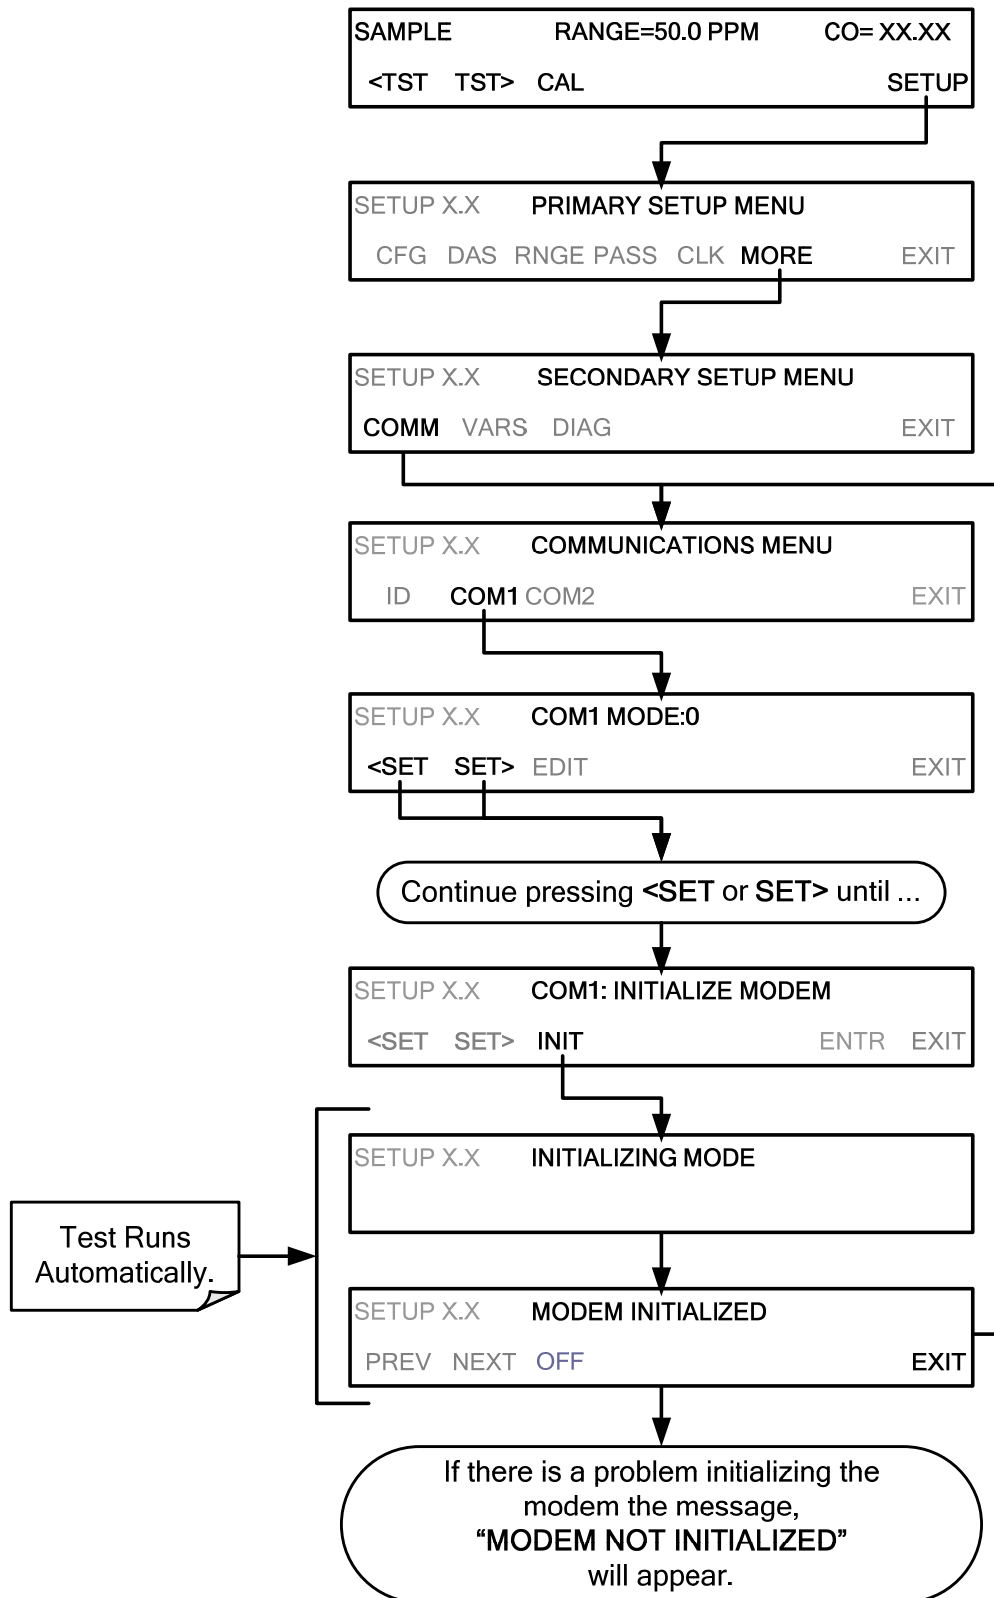 SAMPLE RANGE=50.0 PPM CO= XX.XX
<TST TST> CAL SETUP
SETUP X.X PRIMARY SETUP MENU
CFG DAS RNGE PASS CLK MORE EXIT
SETUP X.X SECONDARY SETUP MENU
COMM VARS DIAG EXIT
SETUP X.X COMMUNICATIONS MENU
ID COM1 COM2 EXIT
SETUP X.X COM1 MODE:0
<SET SET> EDIT EXIT
Continue pressing <SET or SET> until ...
SETUP X.X COM1: INITIALIZE MODEM
<SET SET> INIT ENTR EXIT
SETUP X.X INITIALIZING MODE
Test Runs
Automatically.
SETUP X.X MODEM INITIALIZED
PREV NEXT OFF EXIT
If there is a problem initializing the
modem the message,
“MODEM NOT INITIALIZED”
will appear.